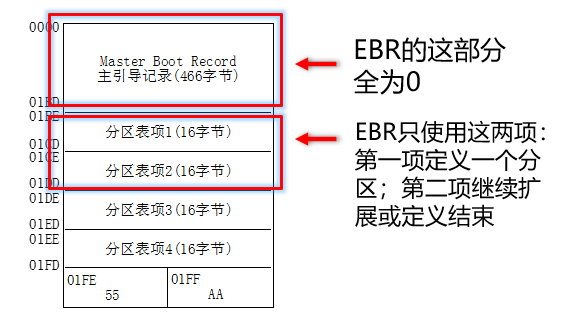 0000
Master Boot Record
主引导记录(466字节)
EBR的这部分
全为0
01BD
01BE
分区表项1(16字节)
01CD
01CE
分区表项2(16字节)
01DD
EBR只使用这两项：
第一项定义一个分
区；第二项继续扩
展或定义结束
01DE
分区表项3(16字节)
01ED
01EE
分区表项4(16字节)
01FD
01FE
55
01FF
AA